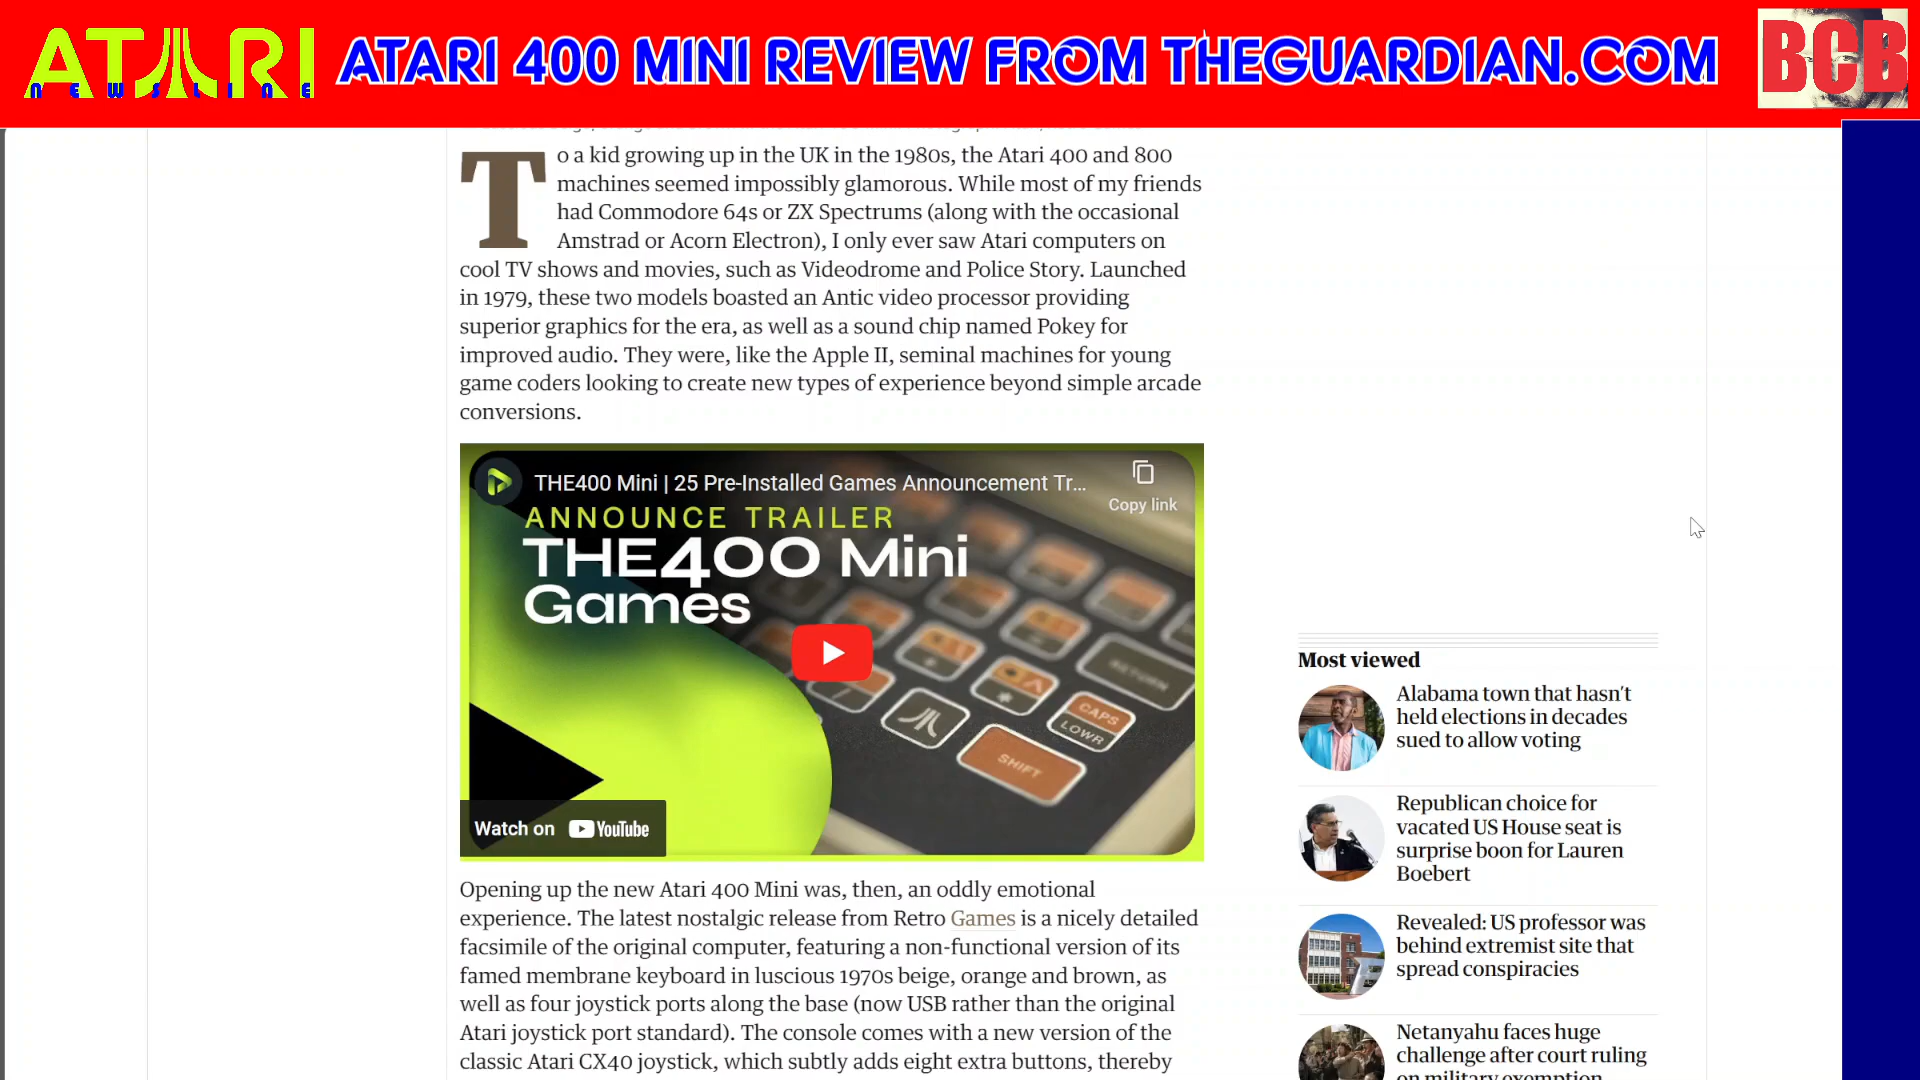 ATARI
NEWSLINE
ATARI 400 MINI REVIEW FROM THEGUARDIAN.COM
BCB
To a kid growing up in the UK in the 1980s, the Atari 400 and 800
machines seemed impossibly glamorous. While most of my friends
had Commodore 64s or ZX Spectrums (along with the occasional
Amstrad or Acorn Electron), I only ever saw Atari computers on
cool TV shows and movies, such as Videodrome and Police Story. Launched
in 1979, these two models boasted an Antic video processor providing
superior graphics for the era, as well as a sound chip named Pokey for
improved audio. They were, like the Apple II, seminal machines for young
game coders looking to create new types of experience beyond simple arcade
conversions.
THE400 Mini | 25 Pre-Installed Games Announcement Tr...
Copy link
ANNOUNCE TRAILER
THE400 Mini
Games
RETURN
CAPS
LOWR
SHIFT
Watch on YouTube
Opening up the new Atari 400 Mini was, then, an oddly emotional
experience. The latest nostalgic release from Retro Games is a nicely detailed
facsimile of the original computer, featuring a non-functional version of its
famed membrane keyboard in luscious 1970s beige, orange and brown, as
well as four joystick ports along the base (now USB rather than the original
Atari joystick port standard). The console comes with a new version of the
classic Atari CX40 joystick, which subtly adds eight extra buttons, thereby
Most viewed
Alabama town that hasn't
held elections in decades
sued to allow voting
Republican choice for
vacated US House seat is
surprise boon for Lauren
Boebert
Revealed: US professor was
behind extremist site that
spread conspiracies
Netanyahu faces huge
challenge after court ruling
on military exemption